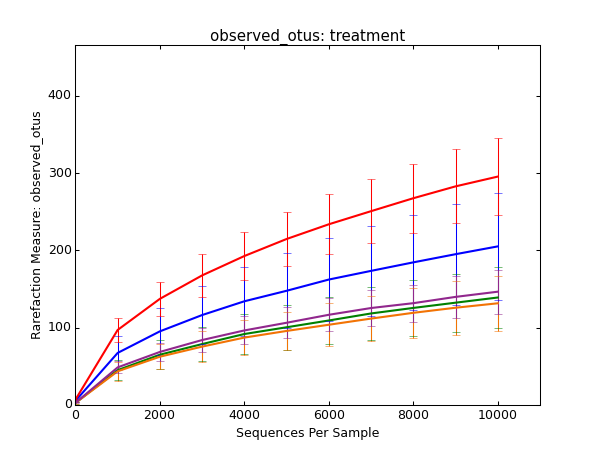 observed_otus: treatment
Rarefaction Measure: observed_otus
400
300
200
100
0
0 2000 4000 6000 8000 10000
Sequences Per Sample